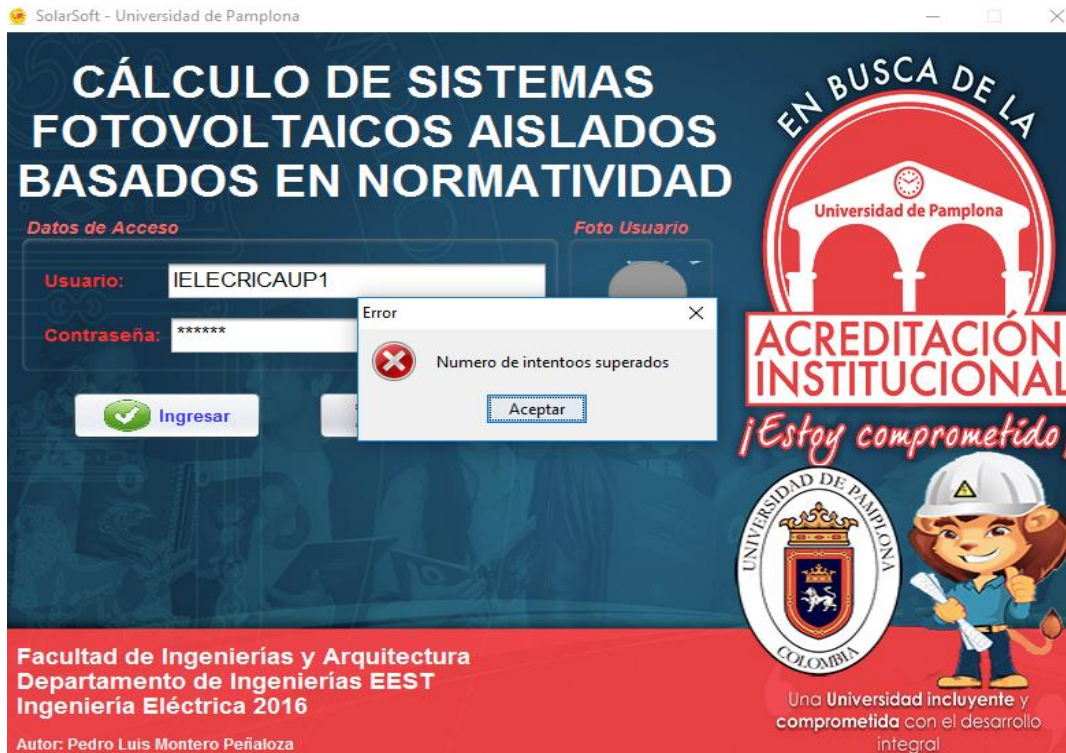 SolarSoft - Universidad de Pamplona
CÁLCULO DE SISTEMAS
FOTOVOLTAICOS AISLADOS
BASADOS EN NORMATIVIDAD
Datos de Acceso
Usuario:
IELECRICAUP1
Contraseña:
******
Foto Usuario
Error
Numero de intentoos superados
Aceptar
Ingresar
EN BUSCA DE LA
Universidad de Pamplona
ACREDITACIÓN
INSTITUCIONAL
¡Estoy comprometido!
UNIVERSIDAD DE PAMPLONA
COLOMBIA
Una Universidad incluyente y
comprometida con el desarrollo
integral
Facultad de Ingenierías y Arquitectura
Departamento de Ingenierías EEST
Ingeniería Eléctrica 2016
Autor: Pedro Luis Montero Peñaloza